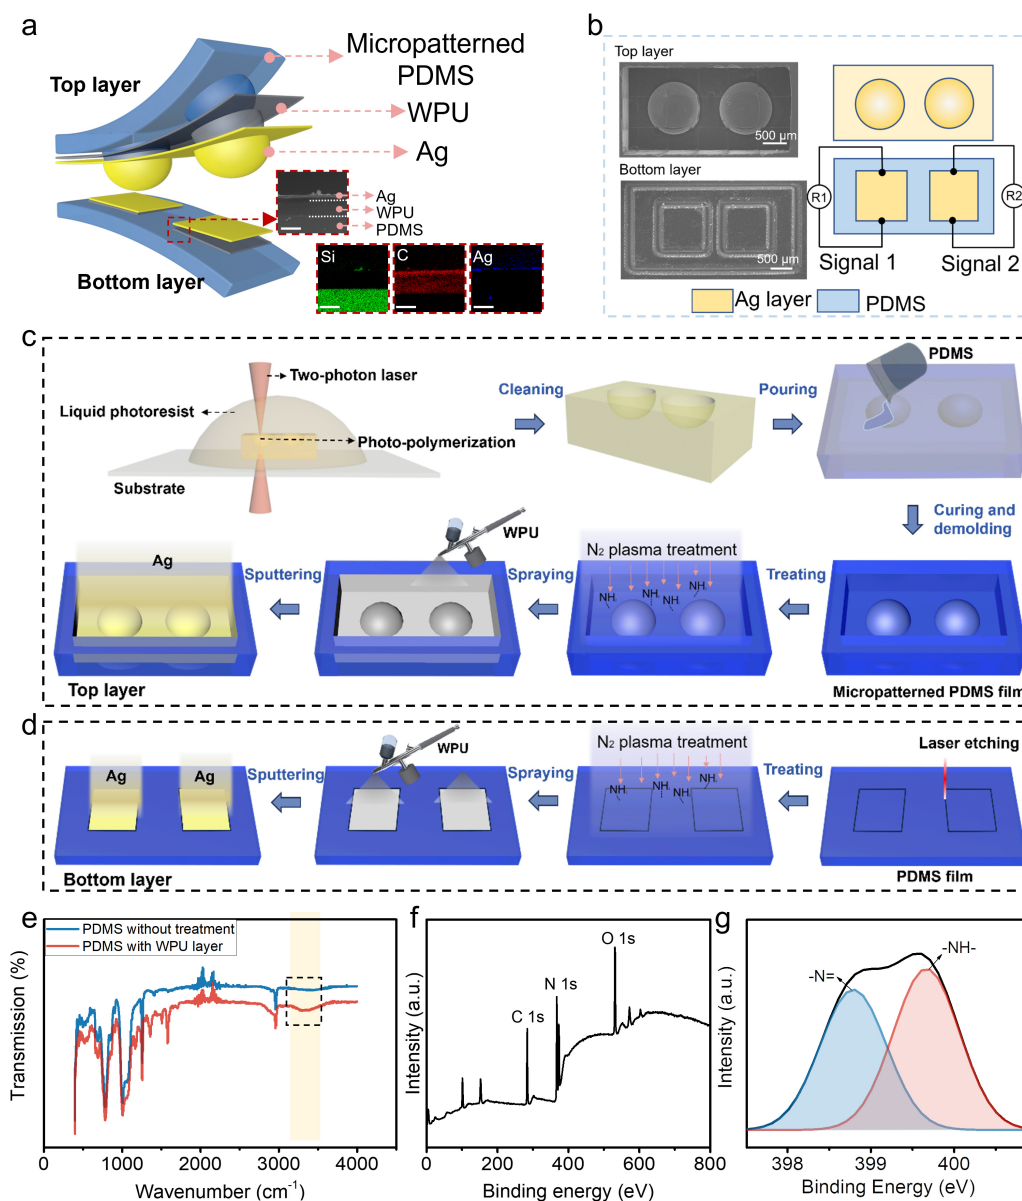 a
Micropatterned
PDMS
Top layer
WPU
Ag
Ag
WPU
PDMS
Bottom layer
Si
C
Ag
b
Top layer
500 μm
Bottom layer
500 μm
R1
R2
Signal 1
Signal 2
Ag layer
PDMS
c
Two-photon laser
Liquid photoresist
Photo-polymerization
Substrate
Cleaning
Pouring
PDMS
Curing and
demolding
Ag
Sputtering
WPU
Spraying
N2 plasma treatment
NH
NH
NH
NH
Treating
Top layer
Micropatterned PDMS film
d
Ag
Ag
Sputtering
WPU
Spraying
N2 plasma treatment
NH
NH
NH
NH
Treating
Laser etching
Bottom layer
PDMS film
e
PDMS without treatment
PDMS with WPU layer
Transmission (%)
0
1000
2000
3000
4000
Wavenumber (cm-1)
f
O 1s
N 1s
C 1s
Intensity (a.u.)
0
200
400
600
800
Binding energy (eV)
g
-N=
-NH-
Intensity (a.u.)
398
399
400
Binding Energy (eV)